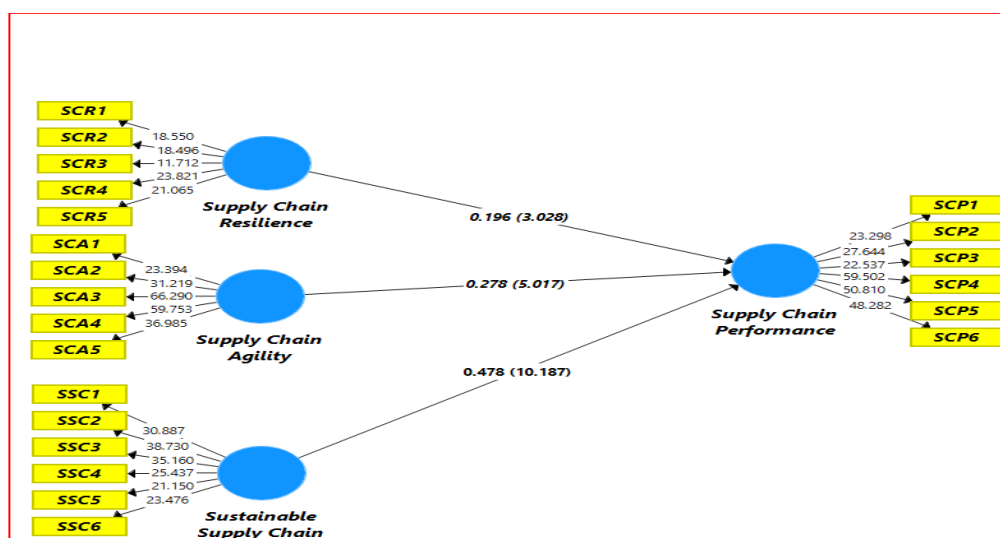 SCR1
SCR2
SCR3
SCR4
SCR5
18.550
18.496
11.712
23.821
21.065
Supply Chain
Resilience
0.196 (3.028)
SCA1
SCA2
SCA3
SCA4
SCA5
23.394
31.219
66.290
59.753
36.985
Supply Chain
Agility
0.278 (5.017)
SSC1
SSC2
SSC3
SSC4
SSC5
SSC6
30.887
38.730
35.160
25.437
21.150
23.476
Sustainable
Supply Chain
0.478 (10.187)
Supply Chain
Performance
23.298
27.644
22.537
59.502
50.810
48.282
SCP1
SCP2
SCP3
SCP4
SCP5
SCP6